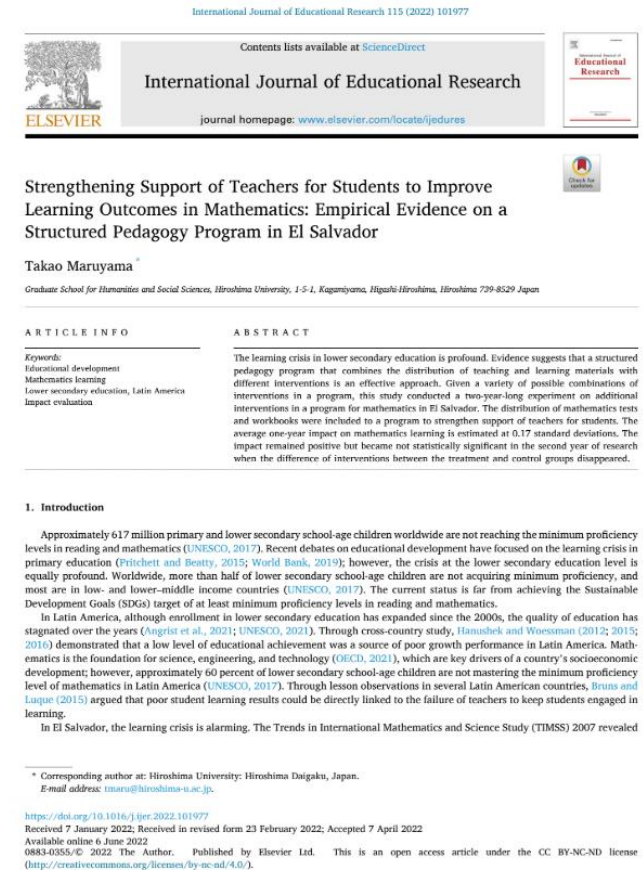 International Journal of Educational Research 115 (2022) 101977
Contents lists available at ScienceDirect
International Journal of Educational Research
journal homepage: www.elsevier.com/locate/ijedures
ELSEVIER
Educational
Research
Check for
updates
Strengthening Support of Teachers for Students to Improve
Learning Outcomes in Mathematics: Empirical Evidence on a
Structured Pedagogy Program in El Salvador
Takao Maruyama *
Graduate School for Humanities and Social Sciences, Hiroshima University, 1-5-1, Kagamiyama, Higashi-Hiroshima, Hiroshima 739-8529 Japan
ARTICLE INFO
Keywords:
Educational development
Mathematics learning
Lower secondary education, Latin America
Impact evaluation
ABSTRACT
The learning crisis in lower secondary education is profound. Evidence suggests that a structured
pedagogy program that combines the distribution of teaching and learning materials with
different interventions is an effective approach. Given a variety of possible combinations of
interventions in a program, this study conducted a two-year-long experiment on additional
interventions in a program for mathematics in El Salvador. The distribution of mathematics tests
and workbooks were included to a program to strengthen support of teachers for students. The
average one-year impact on mathematics learning is estimated at 0.17 standard deviations. The
impact remained positive but became not statistically significant in the second year of research
when the difference of interventions between the treatment and control groups disappeared.
1. Introduction
Approximately 617 million primary and lower secondary school-age children worldwide are not reaching the minimum proficiency
levels in reading and mathematics (UNESCO, 2017). Recent debates on educational development have focused on the learning crisis in
primary education (Pritchett and Beatty, 2015; World Bank, 2019); however, the crisis at the lower secondary education level is
equally profound. Worldwide, more than half of lower secondary school-age children are not acquiring minimum proficiency, and
most are in low- and lower–middle income countries (UNESCO, 2017). The current status is far from achieving the Sustainable
Development Goals (SDGs) target of at least minimum proficiency levels in reading and mathematics.
In Latin America, although enrollment in lower secondary education has expanded since the 2000s, the quality of education has
stagnated over the years (Angrist et al., 2021; UNESCO, 2021). Through cross-country study, Hanushek and Woessman (2012; 2015;
2016) demonstrated that a low level of educational achievement was a source of poor growth performance in Latin America. Math-
ematics is the foundation for science, engineering, and technology (OECD, 2021), which are key drivers of a country's socioeconomic
development; however, approximately 60 percent of lower secondary school-age children are not mastering the minimum proficiency
level of mathematics in Latin America (UNESCO, 2017). Through lesson observations in several Latin American countries, Bruns and
Luque (2015) argued that poor student learning results could be directly linked to the failure of teachers to keep students engaged in
learning.
In El Salvador, the learning crisis is alarming. The Trends in International Mathematics and Science Study (TIMSS) 2007 revealed
* Corresponding author at: Hiroshima University: Hiroshima Daigaku, Japan.
E-mail address: tmaru@hiroshima-u.ac.jp.
https://doi.org/10.1016/j.ijer.2022.101977
Received 7 January 2022; Received in revised form 23 February 2022; Accepted 7 April 2022
Available online 6 June 2022
0883-0355/© 2022 The Author. Published by Elsevier Ltd. This is an open access article under the CC BY-NC-ND license
(http://creativecommons.org/licenses/by-nc-nd/4.0/).